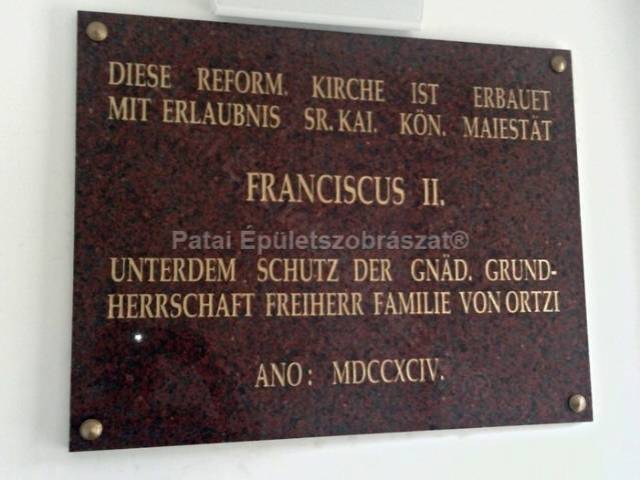 DIESE REFORM. KIRCHE IST ERBAUET
MIT ERLAUBNIS SR. KAI. KÖN. MAIESTÄT
FRANCISCUS II.
Patai Épületszobrászat®
UNTERDEM SCHUTZ DER GNÄD. GRUND-
HERRSCHAFT FREIHERR FAMILIE VON ORTZI
ANO: MDCCXCIV.